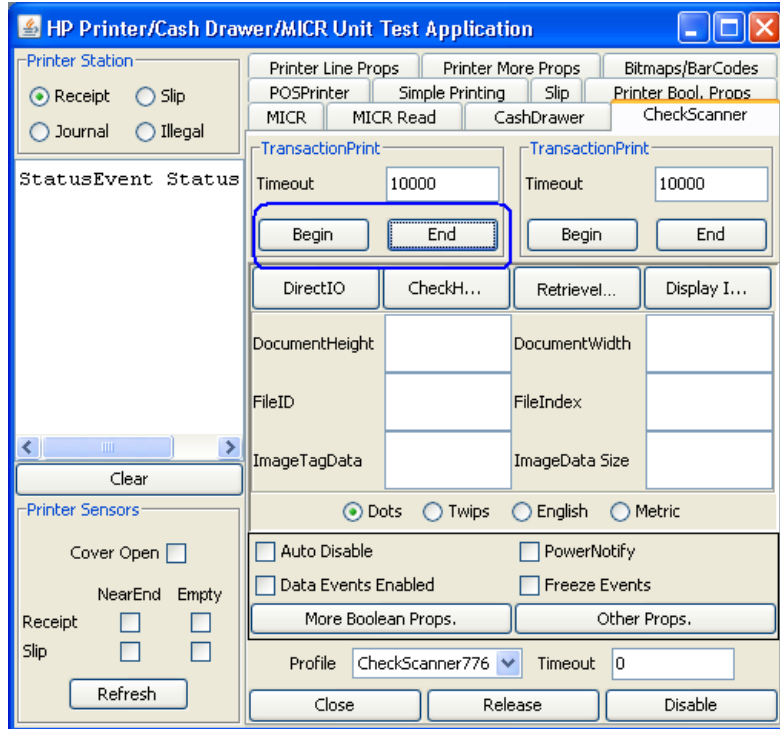 HP Printer/Cash Drawer/MICR Unit Test Application
Printer Station
Receipt Slip
Journal Illegal
StatusEvent Status
Clear
Printer Sensors
Cover Open
NearEnd Empty
Receipt
Slip
Refresh
Printer Line Props Printer More Props Bitmaps/BarCodes
POSPrinter Simple Printing Slip Printer Bool. Props
MICR MICR Read CashDrawer CheckScanner
TransactionPrint TransactionPrint
Timeout 10000 Timeout 10000
Begin End Begin End
DirectIO CheckH... Retrievel... Display I...
DocumentHeight DocumentWidth
FileID FileIndex
ImageTagData ImageData Size
Dots Twips English Metric
Auto Disable PowerNotify
Data Events Enabled Freeze Events
More Boolean Props. Other Props.
Profile CheckScanner776 Timeout 0
Close Release Disable